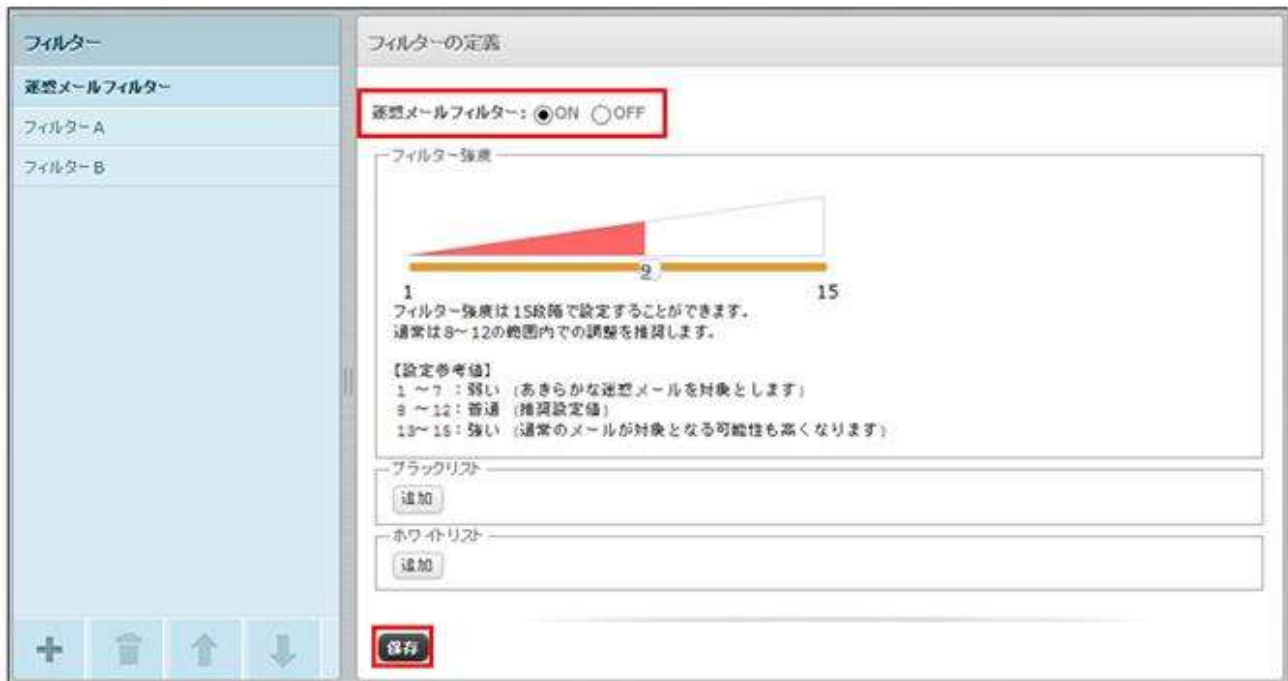 フィルター
迷惑メールフィルター
フィルターA
フィルターB
フィルターの定義
迷惑メールフィルター： ON OFF
フィルター強度
9
1 15
フィルター強度は15段階で設定することができます。
通常は8～12の範囲内での調整を推奨します。
【設定参考値】
1 ～7 ：弱い (あきらかな迷惑メールを対象とします)
8 ～12：普通 (推奨設定値)
13～15：強い (通常のメールが対象となる可能性も高くなります)
ブラックリスト
追加
ホワイトリスト
追加
保存